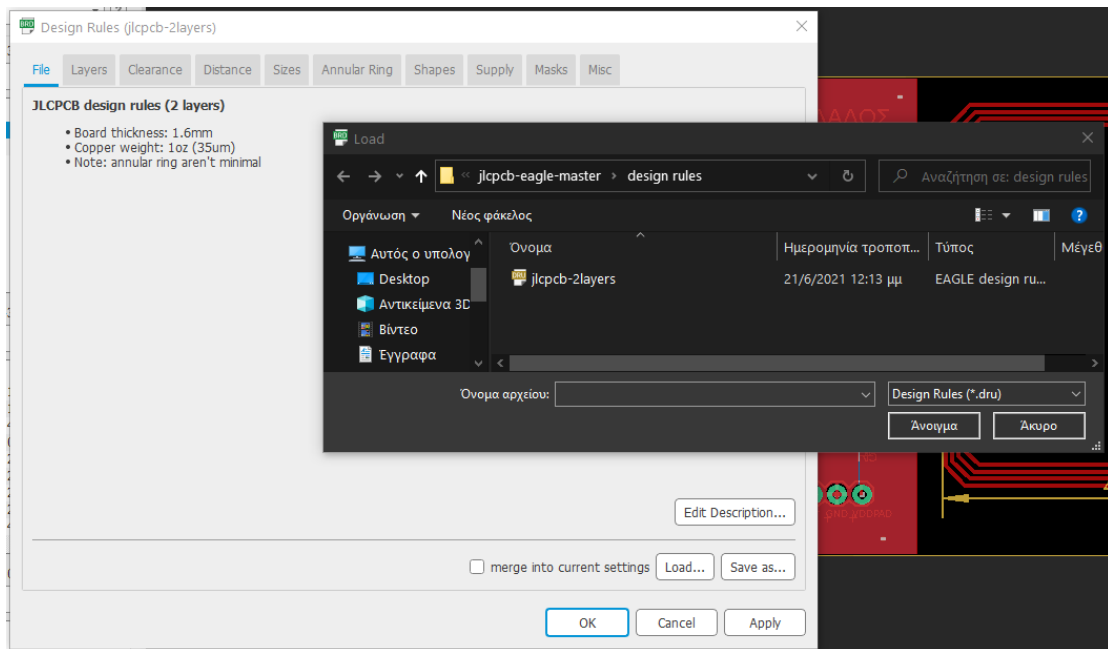 Design Rules (jlcpcb-2layers)
File Layers Clearance Distance Sizes Annular Ring Shapes Supply Masks Misc
JLCPCB design rules (2 layers)
• Board thickness: 1.6mm
• Copper weight: 1oz (35um)
• Note: annular ring aren't minimal
Load
« jlcpcb-eagle-master › design rules
Αναζήτηση σε: design rules
Οργάνωση Νέος φάκελος
Αυτός ο υπολογ
Desktop
Αντικείμενα 3D
Βίντεο
Έγγραφα
Όνομα Ημερομηνία τροποπ... Τύπος Μέγεθ
jlcpcb-2layers 21/6/2021 12:13 μμ EAGLE design ru...
Όνομα αρχείου: Design Rules (*.dru)
Άνοιγμα Άκυρο
Edit Description...
merge into current settings Load... Save as...
OK Cancel Apply